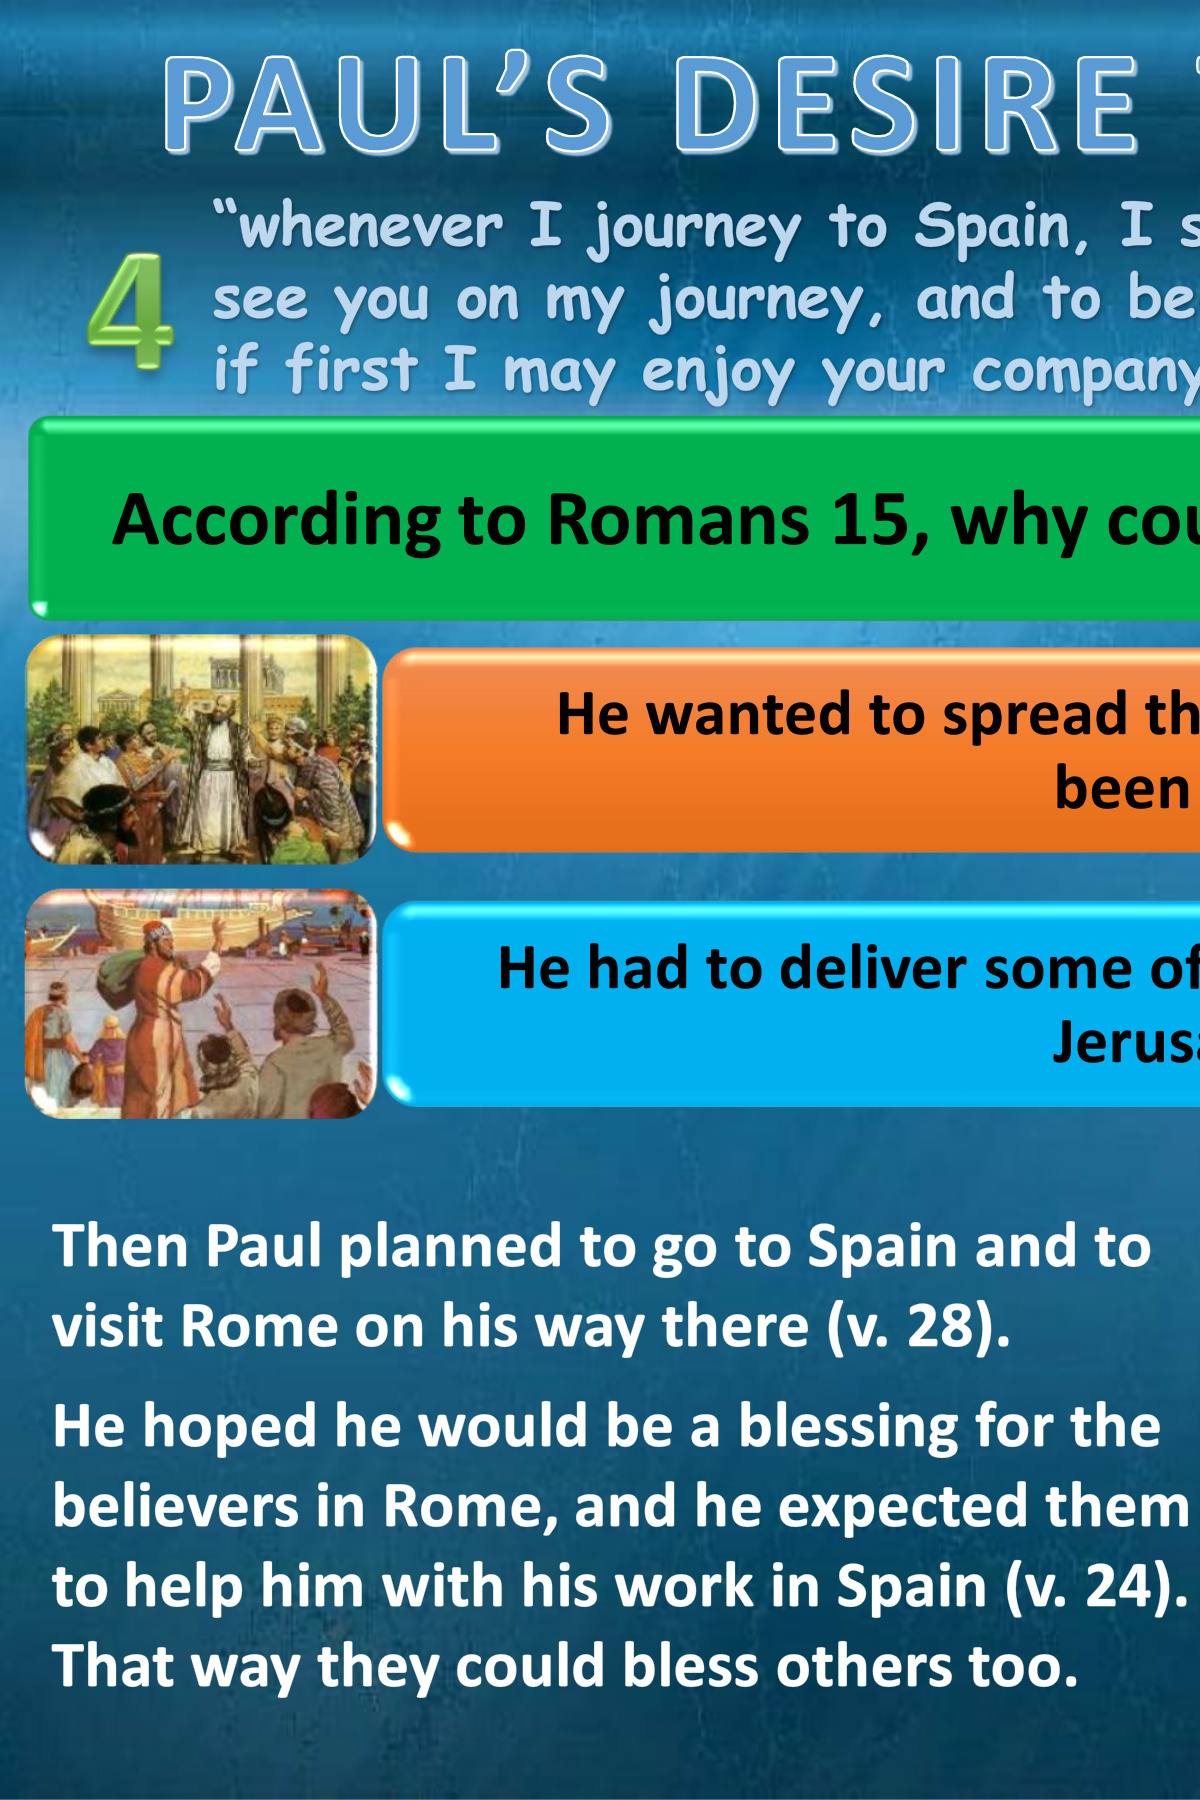 PAUL'S DESIRE
4
“whenever I journey to Spain, I
see you on my journey, and to be
if first I may enjoy your company
According to Romans 15, why
He wanted to spread
been
He had to deliver some of
Then Paul planned to go to Spain and to
visit Rome on his way there (v. 28).
He hoped he would be a blessing for the
believers in Rome, and he expected them
to help him with his work in Spain (v. 24).
That way they could bless others too.